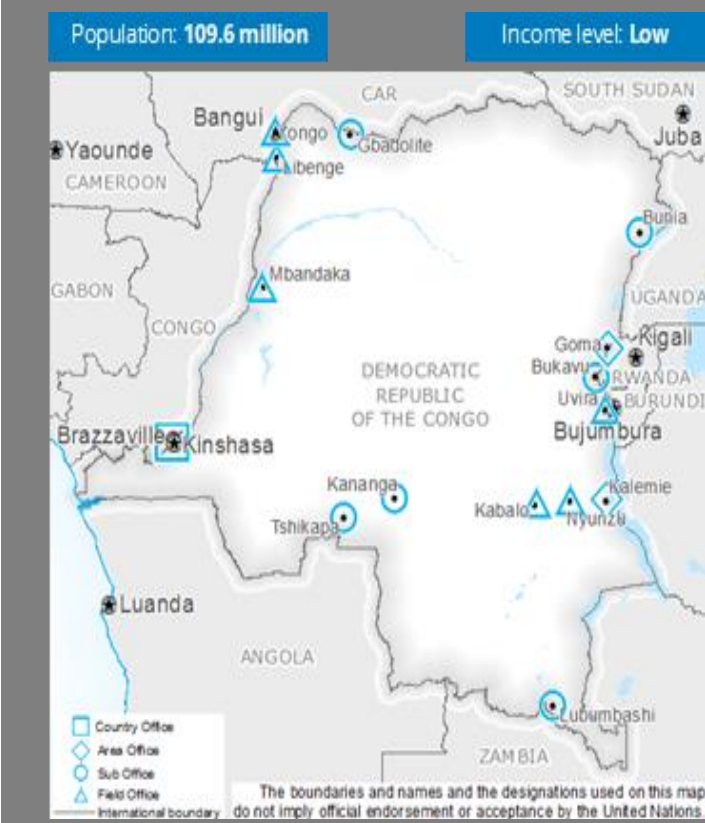 Population: 109.6 million
Income level: Low
CAR
SOUTH SUDAN
Bangui
Juba
Yaounde
Gbadolite
Libenge
CAMEROON
Bunia
Mbandaka
GABON
UGANDA
CONGO
Goma
Kigali
DEMOCRATIC
REPUBLIC
OF THE CONGO
Bukavu
RWANDA
Uvira
BURUNDI
Bujumbura
Brazzaville
Kinshasa
Kananga
Kalemie
Kabalo
Nyunzu
Tshikapa
Luanda
ANGOLA
Lubumbashi
ZAMBIA
Country Office
Area Office
Sub Office
Field Office
International boundary
The boundaries and names and the designations used on this map
do not imply official endorsement or acceptance by the United Nations.